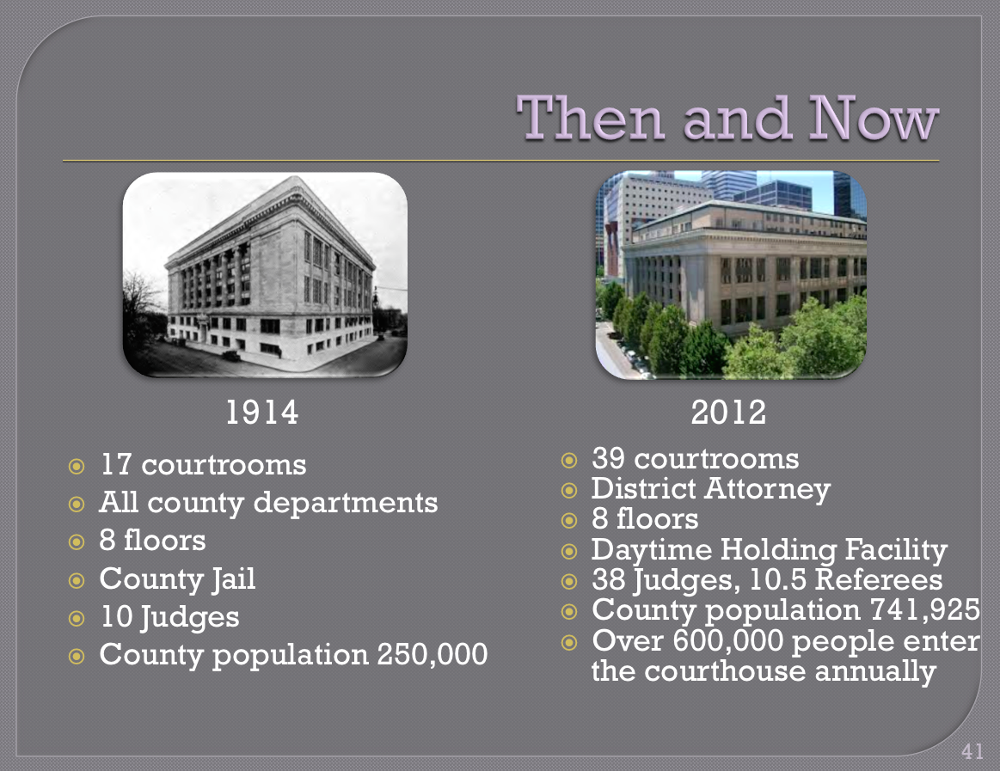 Then and Now
1914
17 courtrooms
All county departments
8 floors
County Jail
10 Judges
County population 250,000
2012
39 courtrooms
District Attorney
8 floors
Daytime Holding Facility
38 Judges, 10.5 Referees
County population 741,925
Over 600,000 people enter
the courthouse annually
41